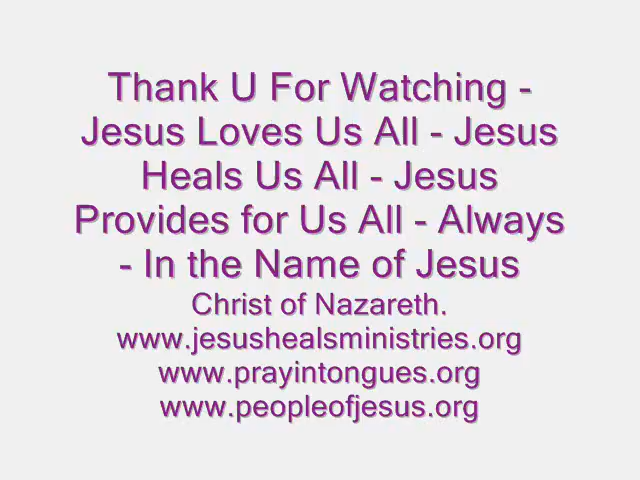 Thank U For Watching -
Jesus Loves Us All - Jesus
Heals Us All - Jesus
Provides for Us All - Always
- In the Name of Jesus
Christ of Nazareth.
www.jesushealsministries.org
www.prayintongues.org
www.peopleofjesus.org